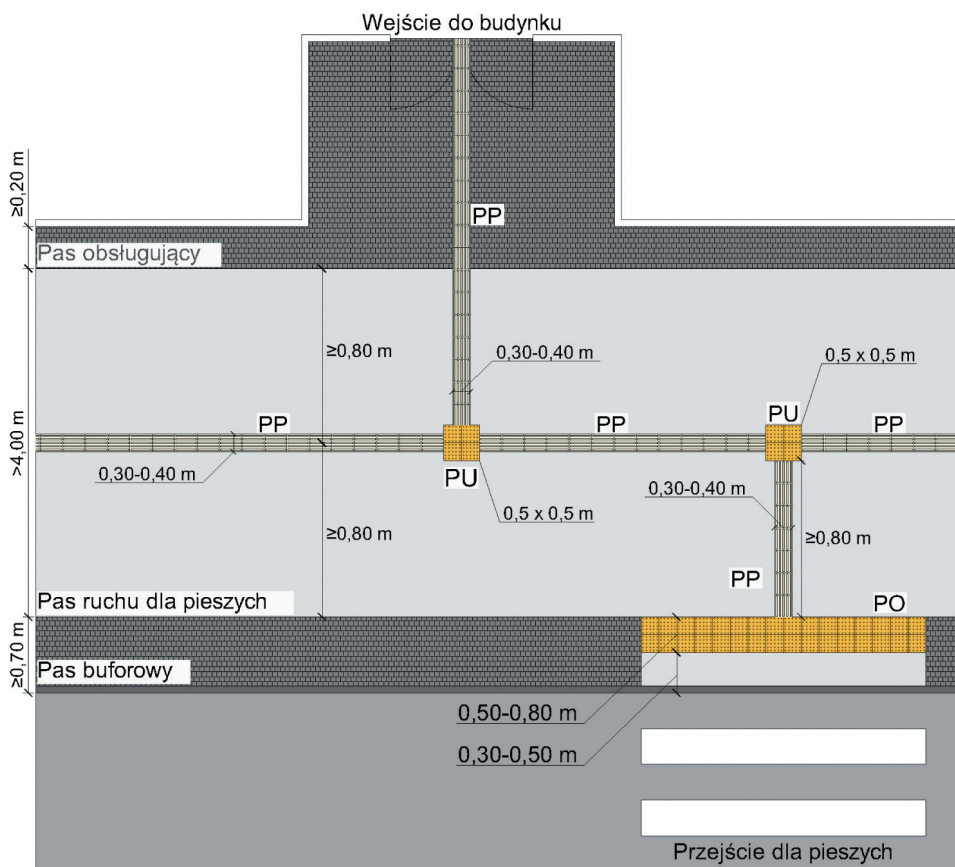 Wejście do budynku
≥0,20 m
PP
Pas obsługujący
≥0,80 m
0,30-0,40 m
0,5 x 0,5 m
>4,00 m
PP
PP
PU
PP
0,30-0,40 m
PU
0,30-0,40 m
0,5 x 0,5 m
≥0,80 m
≥0,80 m
PP
Pas ruchu dla pieszych
PO
≥0,70 m
Pas buforowy
0,50-0,80 m
0,30-0,50 m
Przejście dla pieszych